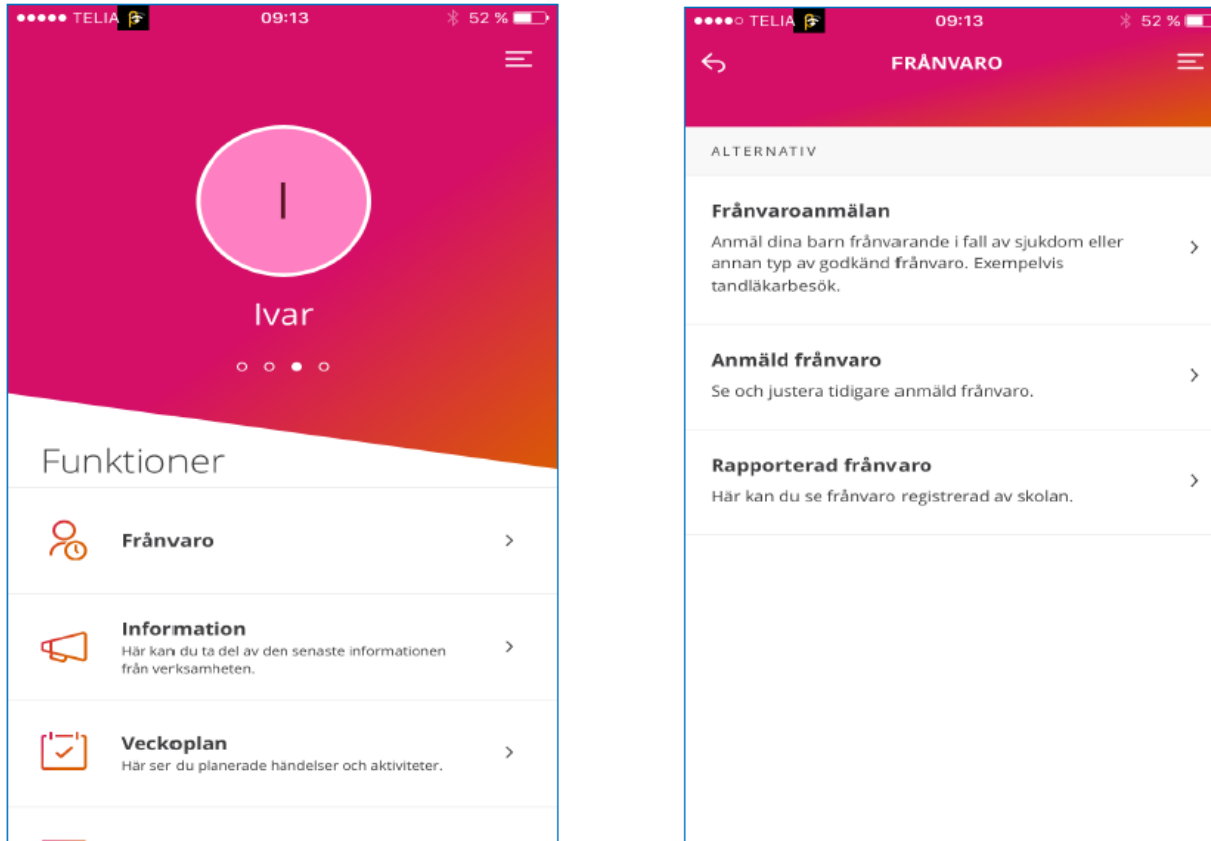 TELIA 09:13 52 %
I
Ivar
Funktioner
Frånvaro
Information
Här kan du ta del av den senaste informationen
från verksamheten.
Veckoplan
Här ser du planerade händelser och aktiviteter.
TELIA 09:13 52 %
FRÅNVARO
ALTERNATIV
Frånvaroanmälan
Anmäl dina barn frånvarande i fall av sjukdom eller
annan typ av godkänd frånvaro. Exempelvis
tandläkarbesök.
Anmäld frånvaro
Se och justera tidigare anmäld frånvaro.
Rapporterad frånvaro
Här kan du se frånvaro registrerad av skolan.